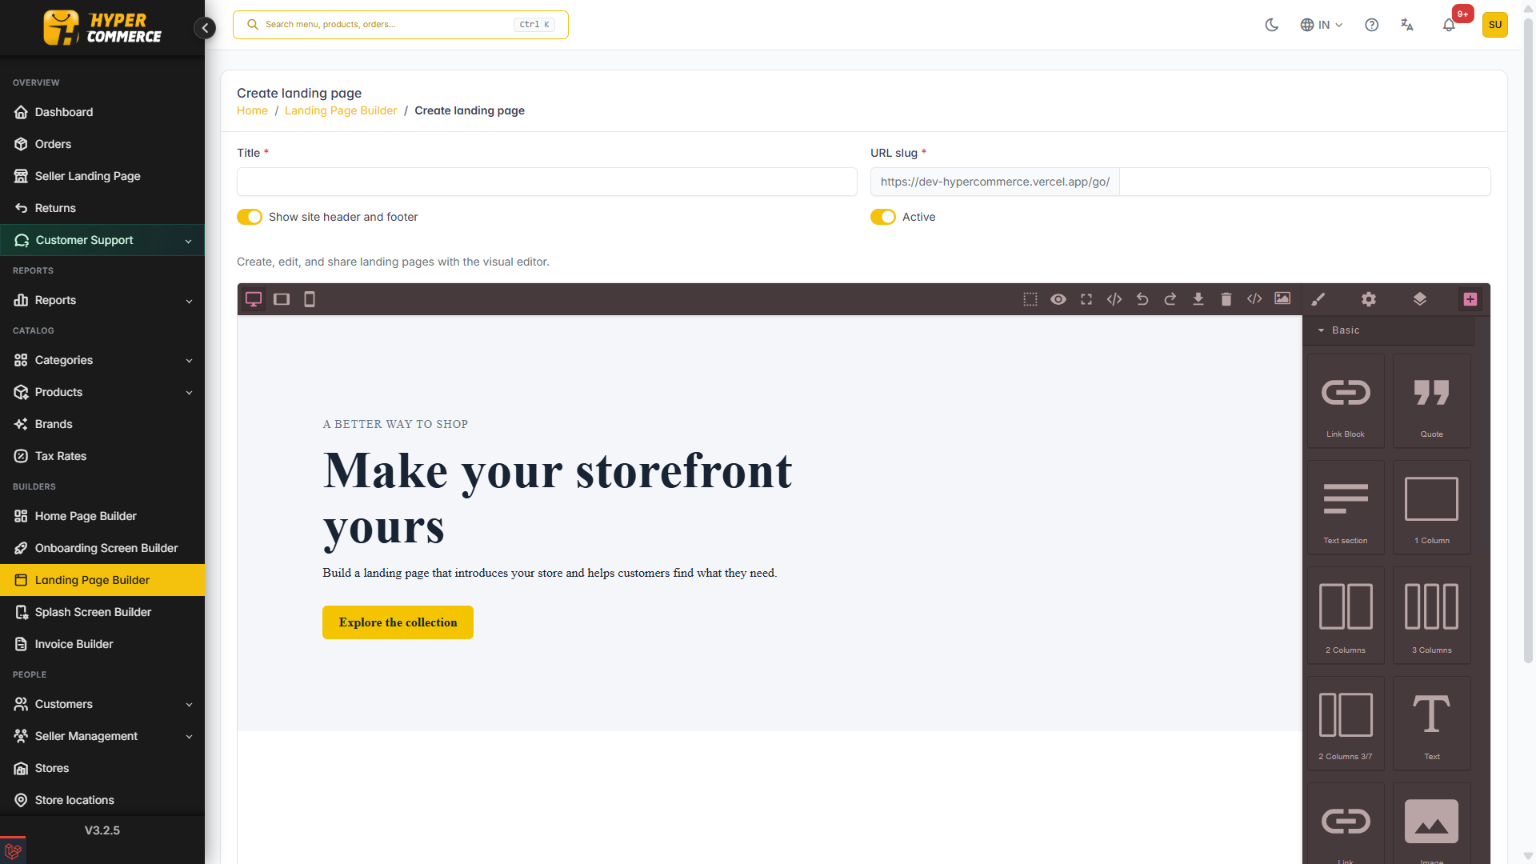 HYPER
COMMERCE
Search menu, products, orders...
Ctrl K
IN
9+
SU
OVERVIEW
Dashboard
Orders
Seller Landing Page
Returns
Customer Support
REPORTS
Reports
CATALOG
Categories
Products
Brands
Tax Rates
BUILDERS
Home Page Builder
Onboarding Screen Builder
Landing Page Builder
Splash Screen Builder
Invoice Builder
PEOPLE
Customers
Seller Management
Stores
Store locations
V3.2.5
Create landing page
Home / Landing Page Builder / Create landing page
Title *
URL slug *
https://dev-hypercommerce.vercel.app/go/
Show site header and footer
Active
Create, edit, and share landing pages with the visual editor.
A BETTER WAY TO SHOP
Make your storefront
yours
Build a landing page that introduces your store and helps customers find what they need.
Explore the collection
Basic
Link Block
Quote
Text section
1 Column
2 Columns
3 Columns
2 Columns 3/7
Text
Link
Image